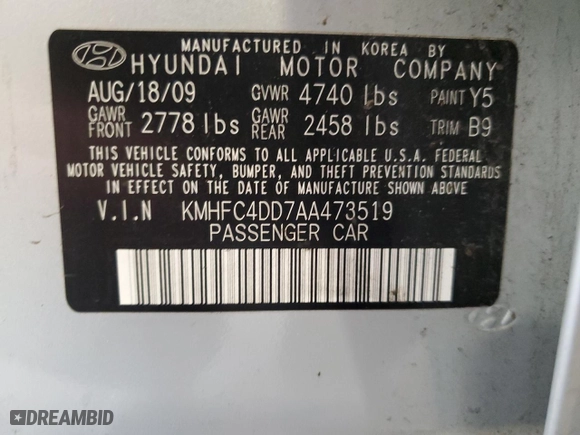 MANUFACTURED IN KOREA BY
HYUNDAI MOTOR COMPANY
AUG/18/09 GVWR 4740 lbs PAINT Y5
GAWR FRONT 2778 lbs GAWR REAR 2458 lbs TRIM B9
THIS VEHICLE CONFORMS TO ALL APPLICABLE U.S.A. FEDERAL
MOTOR VEHICLE SAFETY, BUMPER, AND THEFT PREVENTION STANDARDS
IN EFFECT ON THE DATE OF MANUFACTURE SHOWN ABOVE
V.I.N KMHFC4DD7AA473519
PASSENGER CAR
DREAMBID